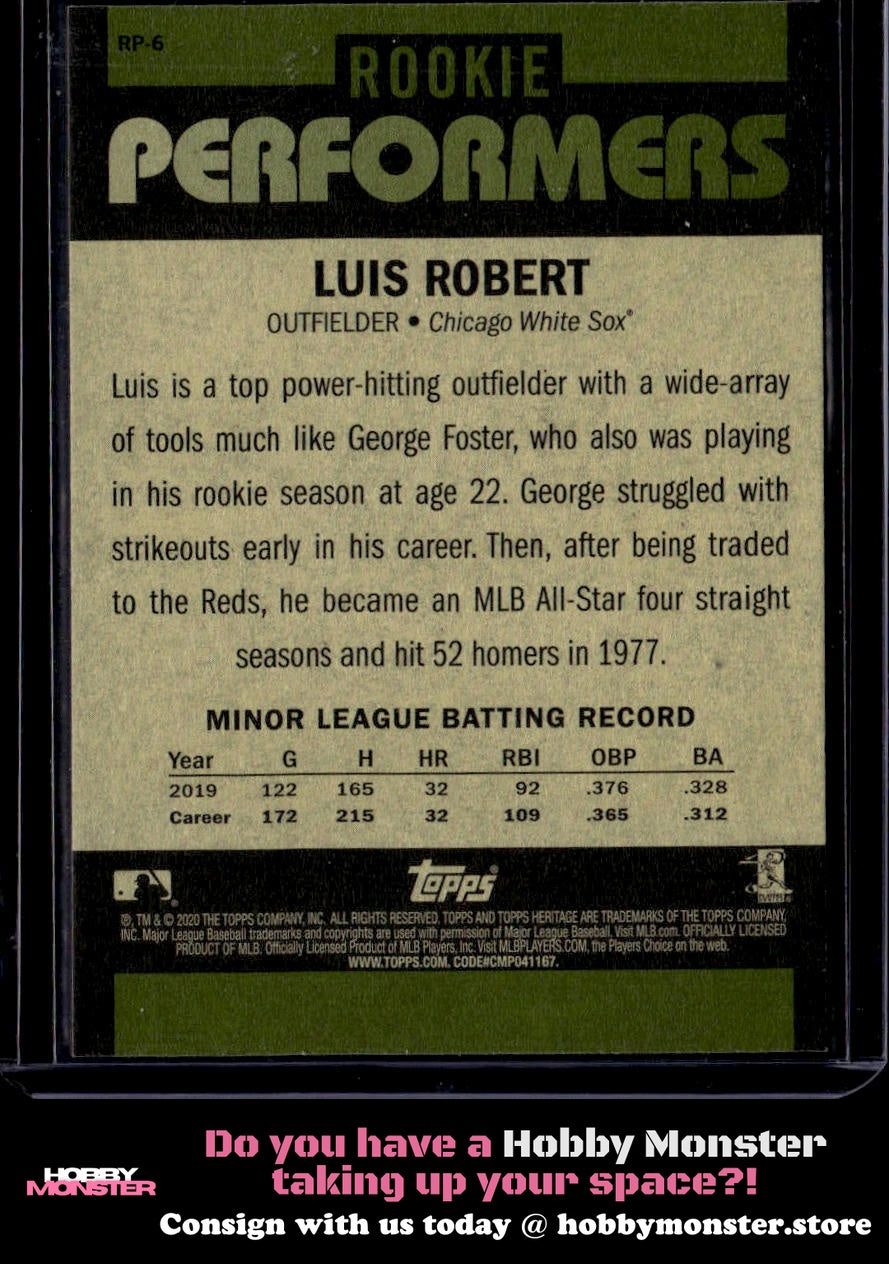 RP-6
ROOKIE
PERFORMERS
LUIS ROBERT
OUTFIELDER • Chicago White Sox®
Luis is a top power-hitting outfielder with a wide-array
of tools much like George Foster, who also was playing
in his rookie season at age 22. George struggled with
strikeouts early in his career. Then, after being traded
to the Reds, he became an MLB All-Star four straight
seasons and hit 52 homers in 1977.
MINOR LEAGUE BATTING RECORD
Year G H HR RBI OBP BA
2019 122 165 32 92 .376 .328
Career 172 215 32 109 .365 .312
Topps®
®, TM & © 2020 THE TOPPS COMPANY, INC. ALL RIGHTS RESERVED. TOPPS AND TOPPS HERITAGE ARE TRADEMARKS OF THE TOPPS COMPANY,
INC. Major League Baseball trademarks and copyrights are used with permission of Major League Baseball. Visit MLB.com. OFFICIALLY LICENSED
PRODUCT OF MLB. Officially Licensed Product of MLB Players, Inc. Visit MLBPLAYERS.COM, the Players Choice on the web.
WWW.TOPPS.COM. CODE#CMP041167.
Do you have a Hobby Monster
taking up your space?!
HOBBY
MONSTER
Consign with us today @ hobbymonster.store